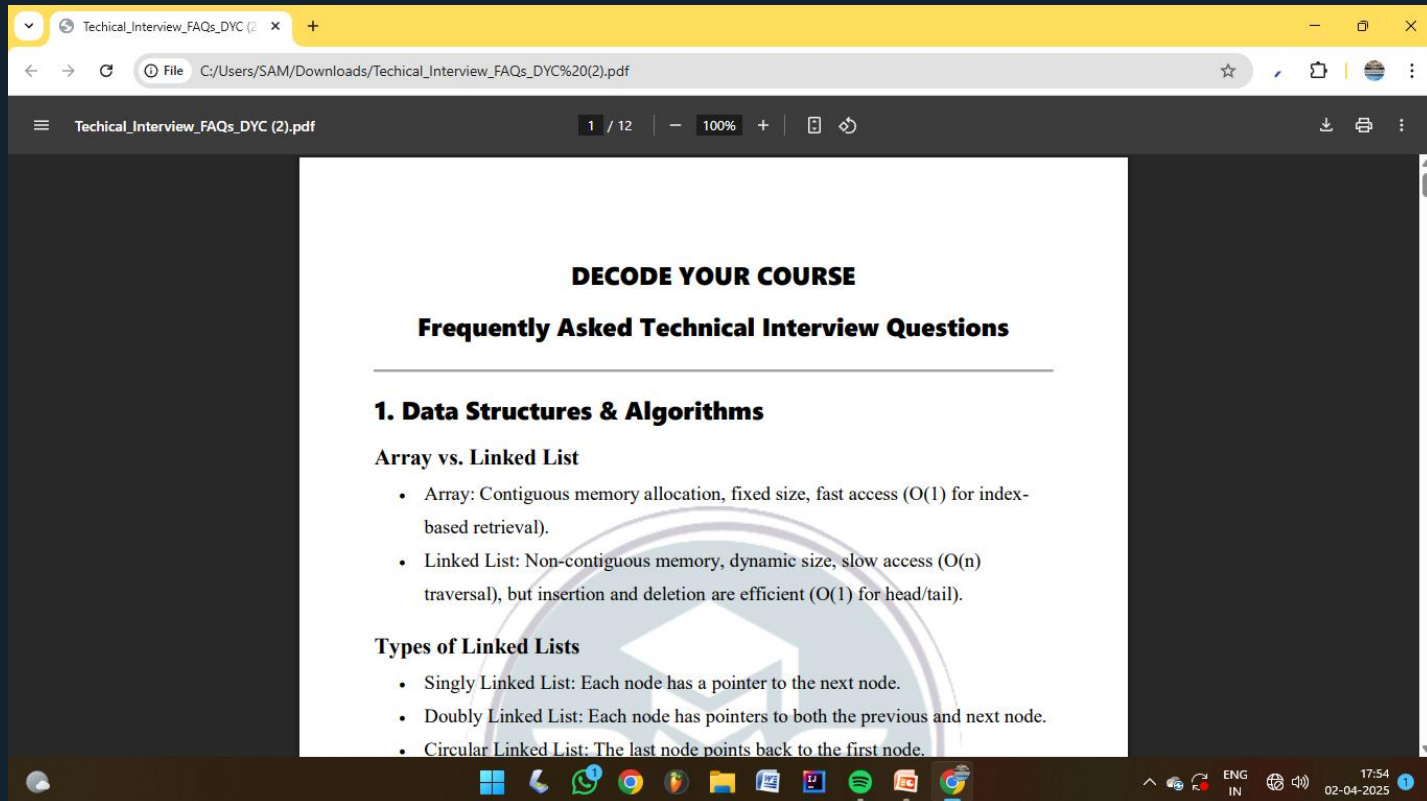 Techical_Interview_FAQs_DYC (2
File C:/Users/SAM/Downloads/Techical_Interview_FAQs_DYC%20(2).pdf
Techical_Interview_FAQs_DYC (2).pdf 1 / 12 100%
DECODE YOUR COURSE
Frequently Asked Technical Interview Questions
1. Data Structures & Algorithms
Array vs. Linked List
• Array: Contiguous memory allocation, fixed size, fast access (O(1) for index-
based retrieval).
• Linked List: Non-contiguous memory, dynamic size, slow access (O(n)
traversal), but insertion and deletion are efficient (O(1) for head/tail).
Types of Linked Lists
• Singly Linked List: Each node has a pointer to the next node.
• Doubly Linked List: Each node has pointers to both the previous and next node.
• Circular Linked List: The last node points back to the first node.
1
ENG
IN
17:54
02-04-2025
1